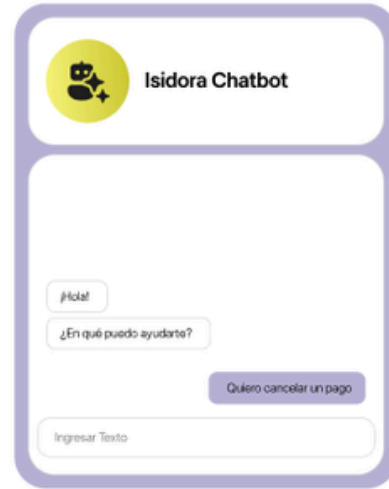 Isidora Chatbot
¡Hola!
¿En qué puedo ayudarte?
Quiero cancelar un pago
Ingresar Texto